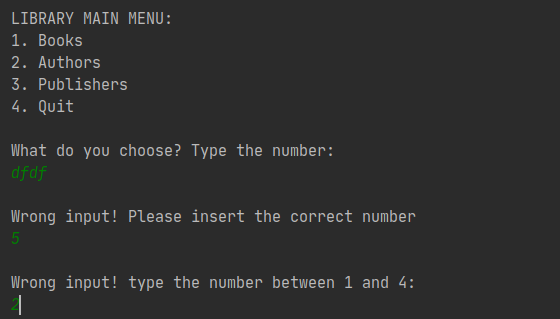 LIBRARY MAIN MENU:
1. Books
2. Authors
3. Publishers
4. Quit
What do you choose? Type the number:
dfdf
Wrong input! Please insert the correct number
5
Wrong input! type the number between 1 and 4:
2